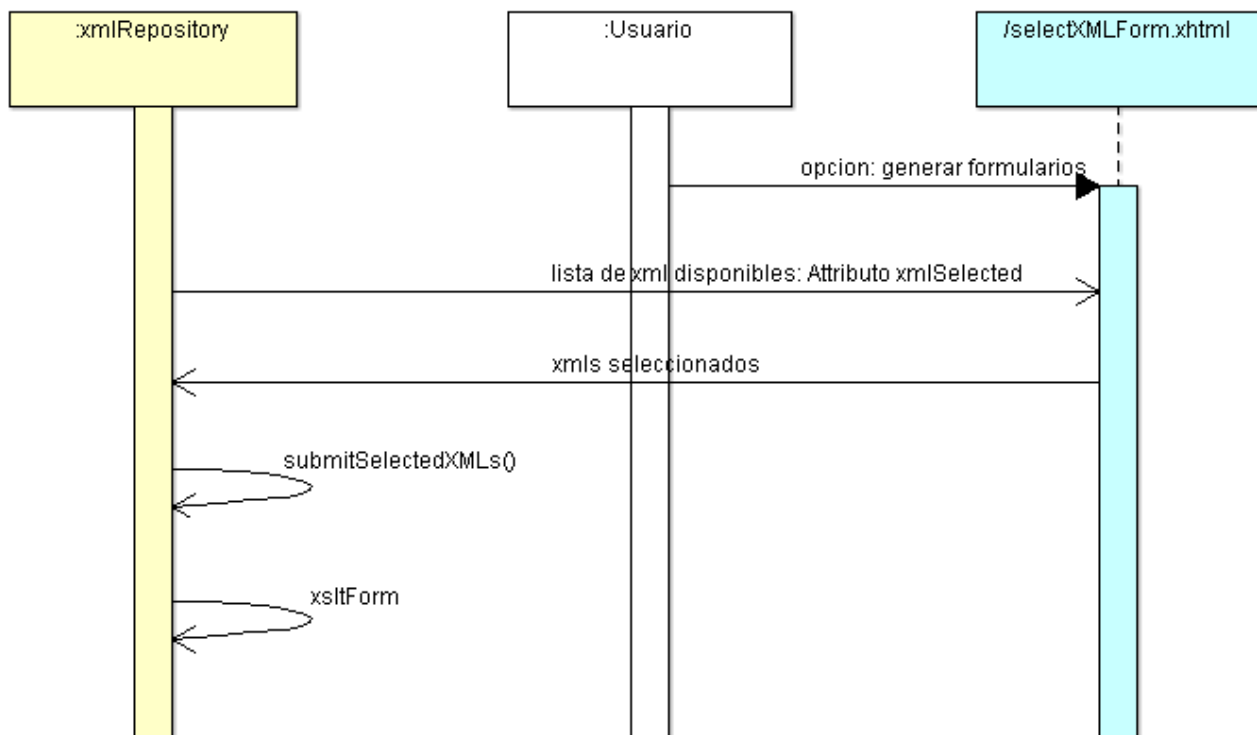 :xmlRepository
:Usuario
/selectXMLForm.xhtml
opcion: generar formularios
lista de xml disponibles: Attributo xmlSelected
xmls seleccionados
submitSelectedXMLs()
xsltForm